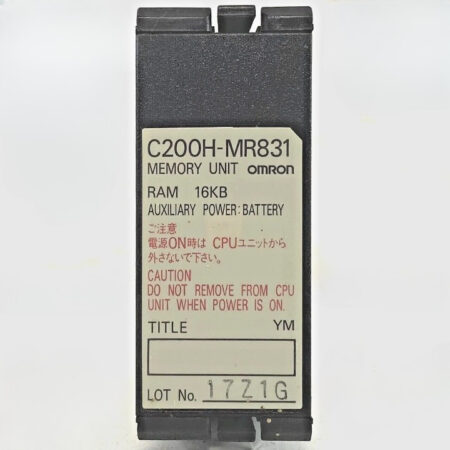 C200H-MR831
MEMORY UNIT OMRON
RAM 16KB
AUXILIARY POWER: BATTERY
ご注意
電源ON時は CPUユニットから
外さないで下さい。
CAUTION
DO NOT REMOVE FROM CPU
UNIT WHEN POWER IS ON.
TITLE YM
LOT No. 17Z1G